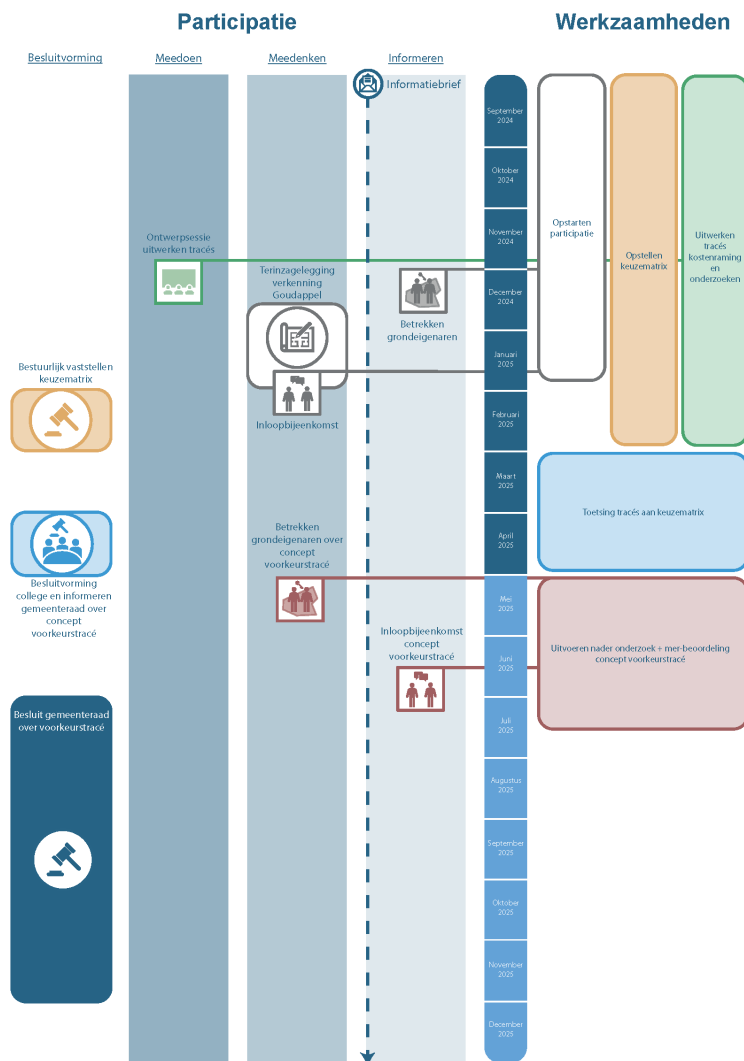 Participatie
Werkzaamheden
Besluitvorming
Meedoen
Meedenken
Informeren
Informatiebrief
September
2024
Oktober
2024
November
2024
December
2024
Januari
2025
Februari
2025
Maart
2025
April
2025
Mei
2025
Juni
2025
Juli
2025
Augustus
2025
September
2025
Oktober
2025
November
2025
December
2025
Opstarten
participatie
Opstellen
keuzematrix
Uitwerken
tracés
kostenraming
en
onderzoeken
Ontwerpsessie
uitwerken tracés
Terinzagelegging
verkenning
Goudappel
Betrekken
grondeigenaren
Inloopbijeenkomst
Bestuurlijk vaststellen
keuzematrix
Toetsing tracés aan keuzematrix
Betrekken
grondeigenaren over
concept
voorkeurstracé
Besluitvorming
college en informeren
gemeenteraad over
concept
voorkeurstracé
Inloopbijeenkomst
concept
voorkeurstracé
Uitvoeren nader onderzoek + mer-beoordeling
concept voorkeurstracé
Besluit gemeenteraad
over voorkeurstracé